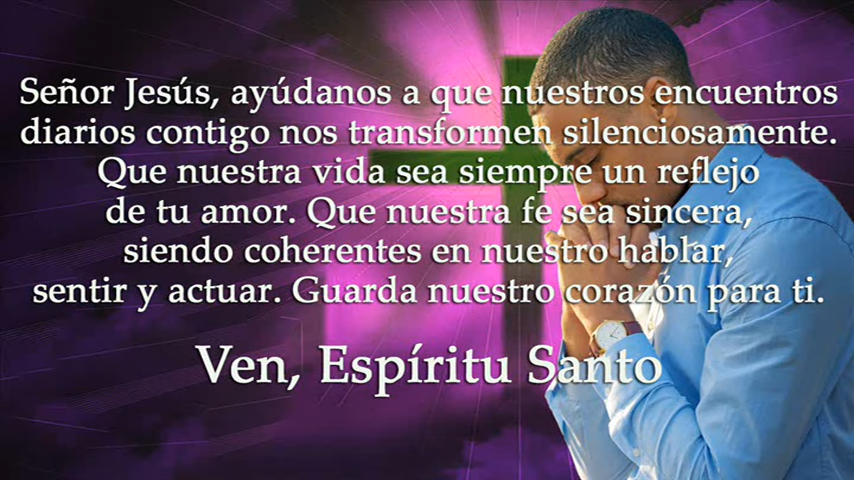 Señor Jesús, ayúdanos a que nuestros encuentros
diarios contigo nos transformen silenciosamente.
Que nuestra vida sea siempre un reflejo
de tu amor. Que nuestra fe sea sincera,
siendo coherentes en nuestro hablar,
sentir y actuar. Guarda nuestro corazón para ti.
Ven, Espíritu Santo